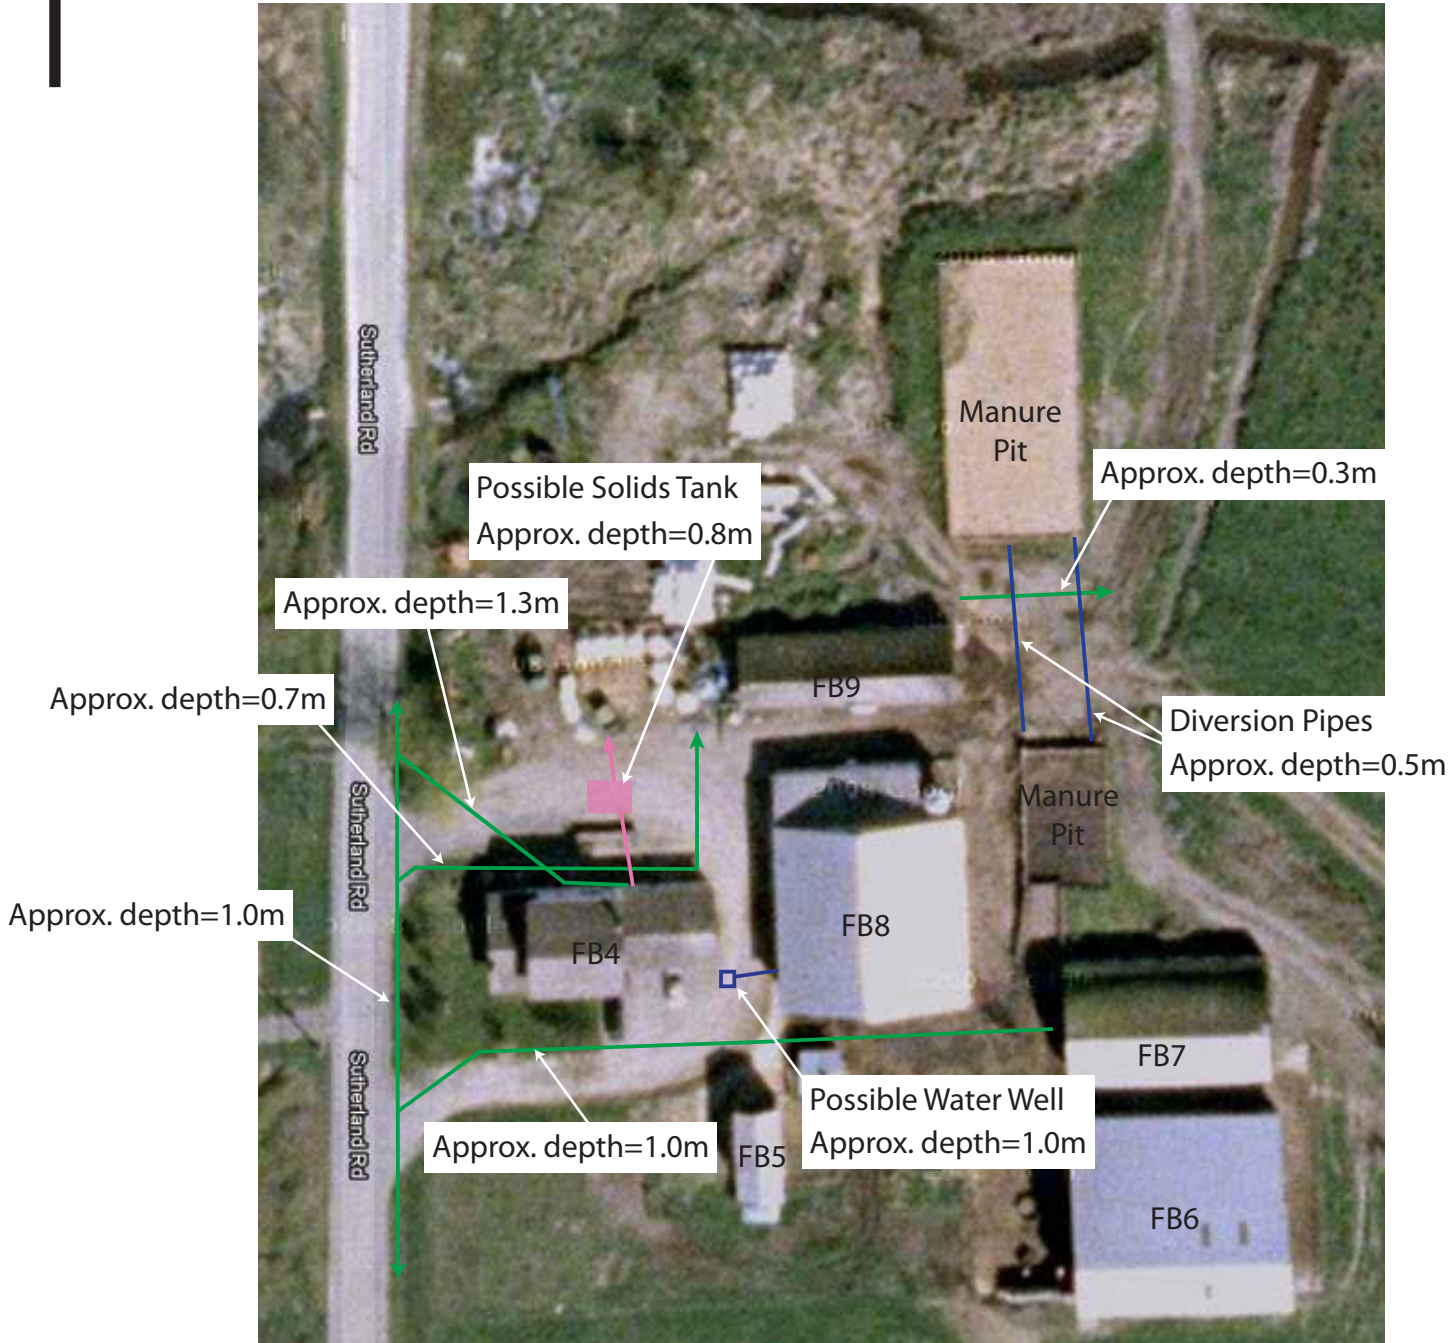 Sutherland Rd
Manure
Pit
Approx. depth=0.3m
Possible Solids Tank
Approx. depth=0.8m
Approx. depth=1.3m
FB9
Approx. depth=0.7m
Diversion Pipes
Approx. depth=0.5m
Manure
Pit
Sutherland Rd
Approx. depth=1.0m
FB8
FB4
FB7
Sutherland Rd
Possible Water Well
Approx. depth=1.0m
Approx. depth=1.0m
FB5
FB6